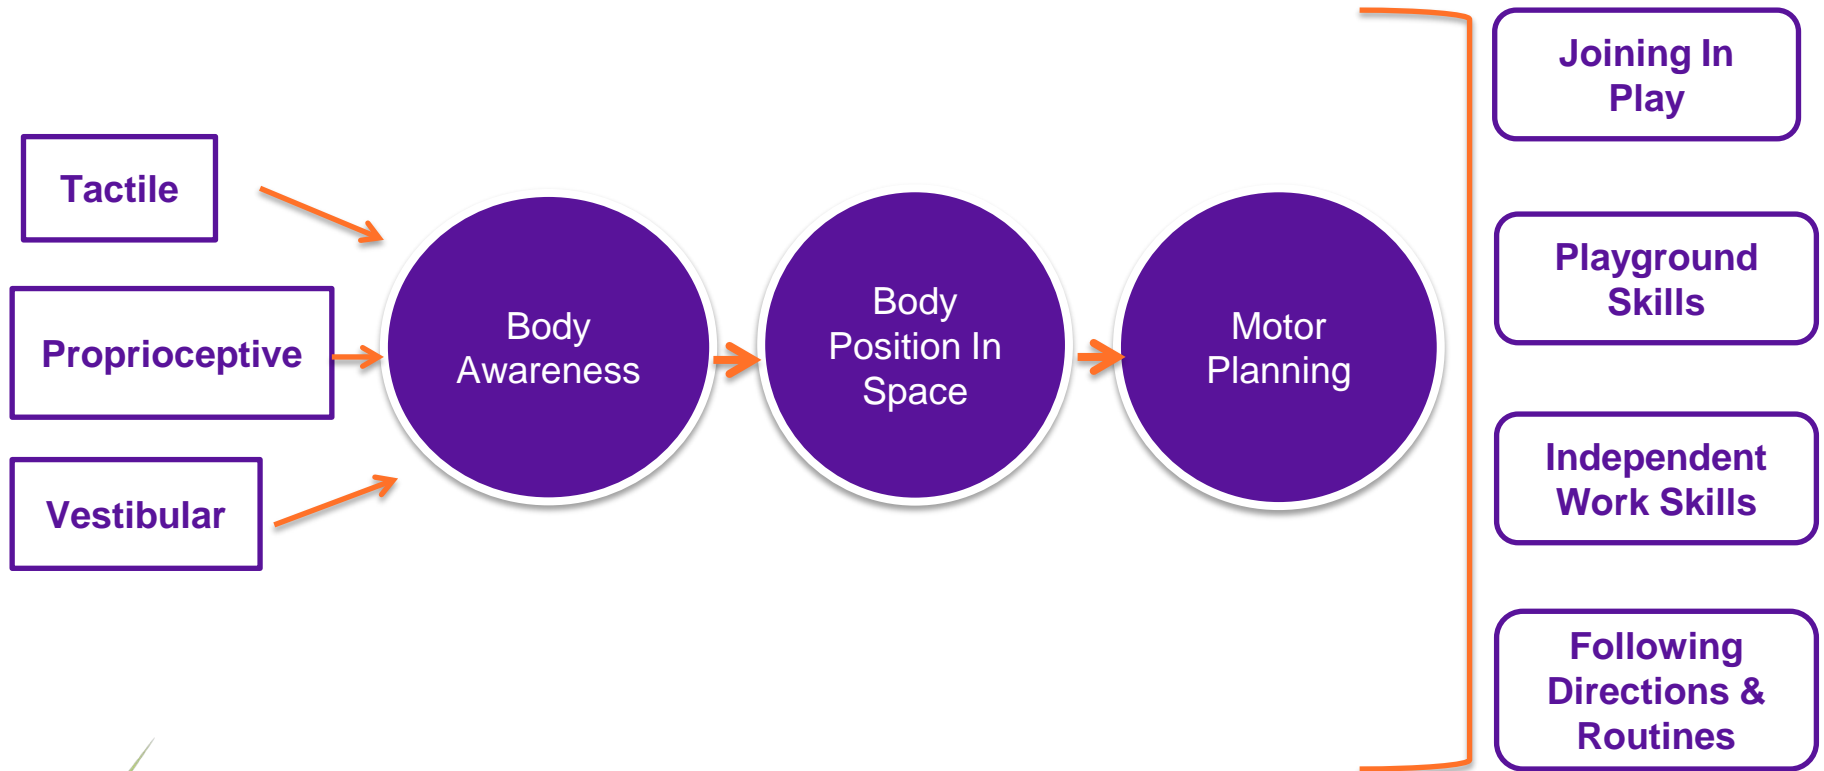 Tactile
Proprioceptive
Vestibular
Body
Awareness
Body
Position In
Space
Motor
Planning
Joining In
Play
Playground
Skills
Independent
Work Skills
Following
Directions &
Routines